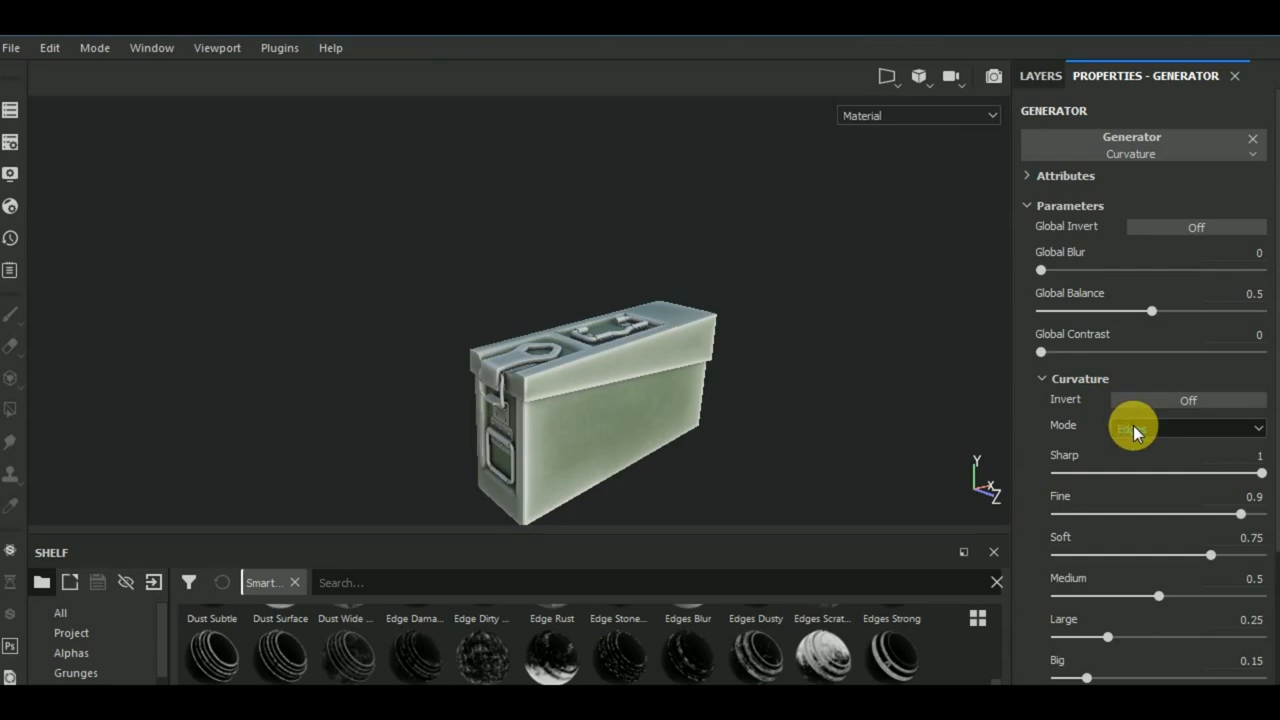 File Edit Mode Window Viewport Plugins Help
LAYERS PROPERTIES - GENERATOR
Material
GENERATOR
Generator
Curvature
Attributes
Parameters
Global Invert Off
Global Blur 0
Global Balance 0.5
Global Contrast 0
Curvature
Invert Off
Mode Edges
Sharp 1
Fine 0.9
Soft 0.75
Medium 0.5
Large 0.25
Big 0.15
Y
X
Z
SHELF
Smart... Search...
All
Project
Alphas
Grunges
Dust Subtle Dust Surface Dust Wide ... Edge Dama... Edge Dirty ... Edge Rust Edge Stone... Edges Blur Edges Dusty Edges Scrat... Edges Strong
Ps